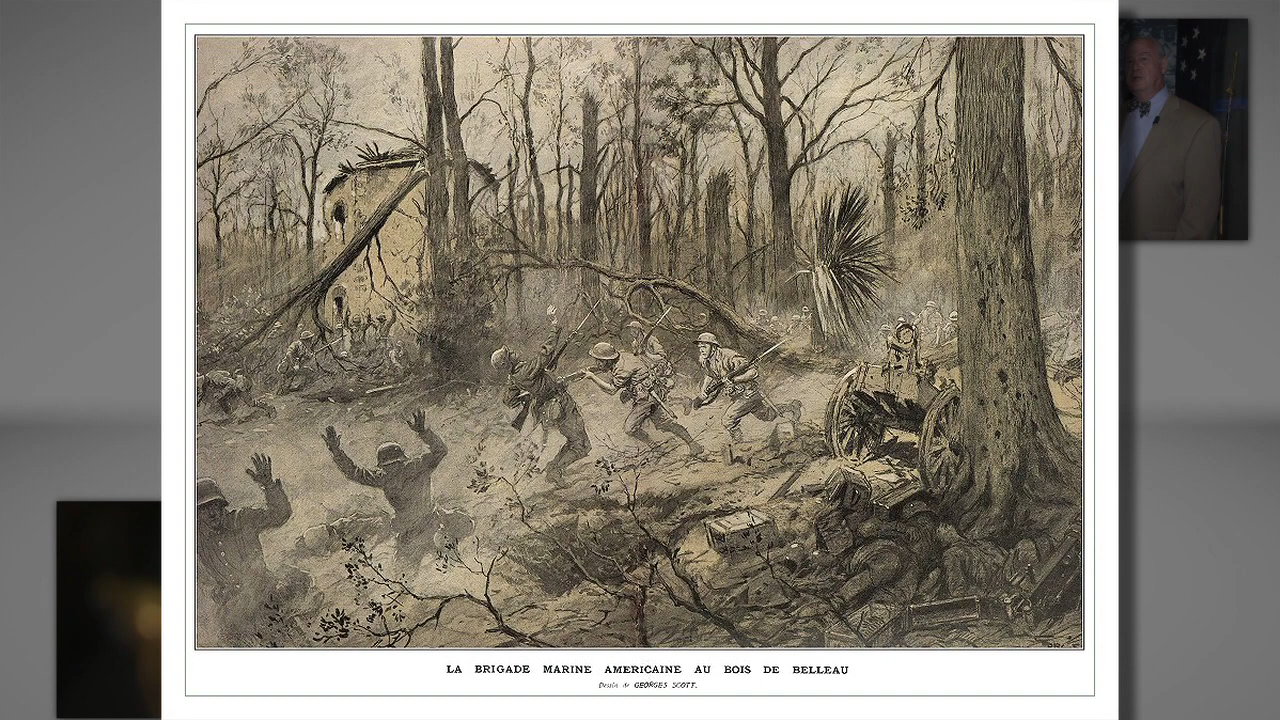 LA BRIGADE MARINE AMERICAINE AU BOIS DE BELLEAU
Dessin de GEORGES SCOTT.